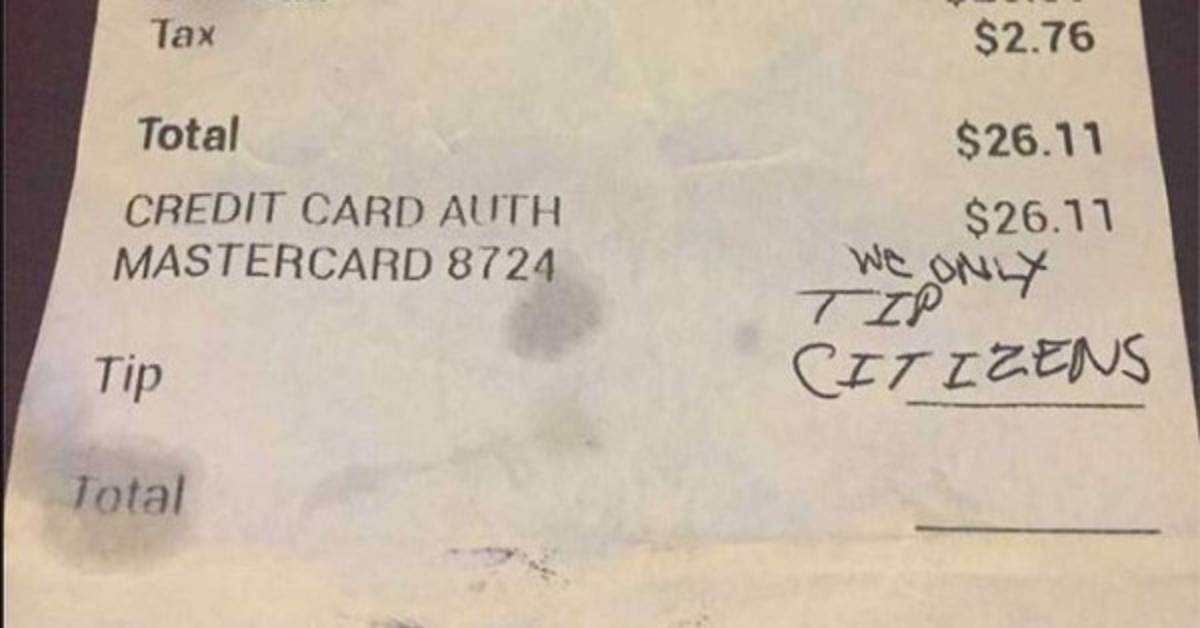 Tax $2.76
Total $26.11
CREDIT CARD AUTH $26.11
MASTERCARD 8724
We ONLY
TIP
CITIZENS
Tip
Total